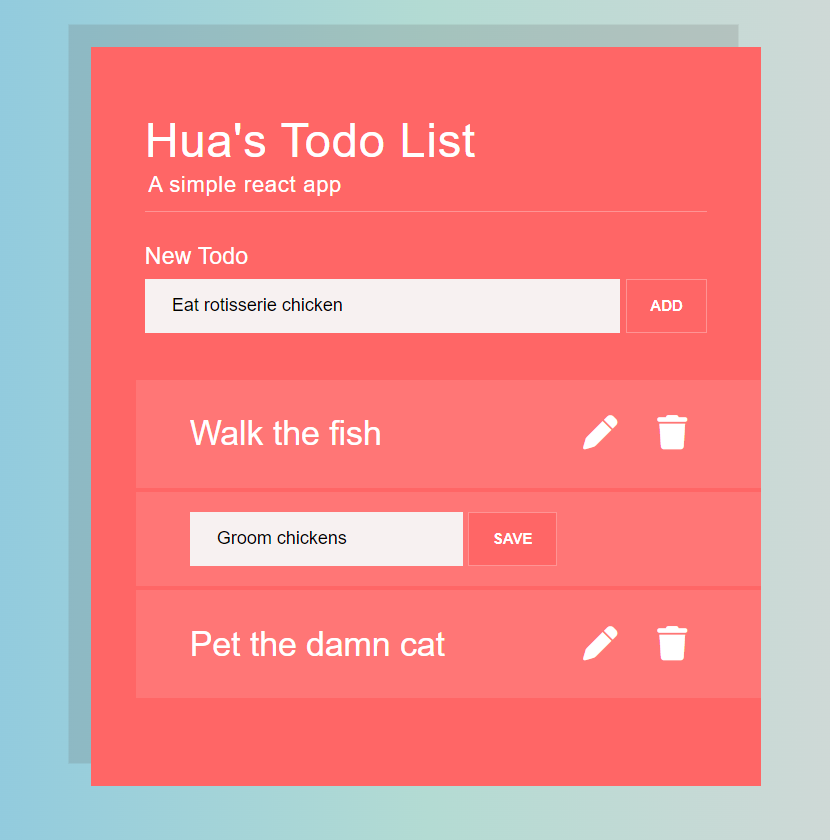 Hua's Todo List
A simple react app
New Todo
Eat rotisserie chicken
ADD
Walk the fish
Groom chickens
SAVE
Pet the damn cat